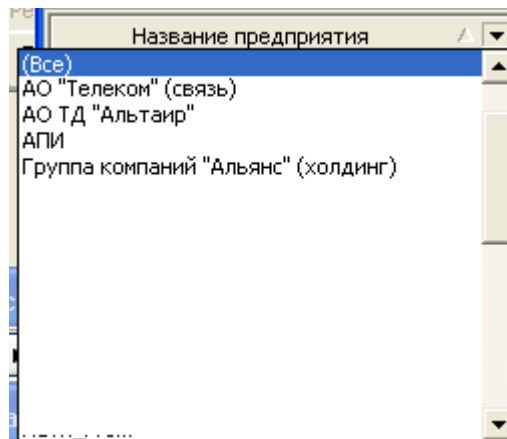 Название предприятия
(Все)
АО "Телеком" (связь)
АО ТД "Альтаир"
АПИ
Группа компаний "Альянс" (холдинг)